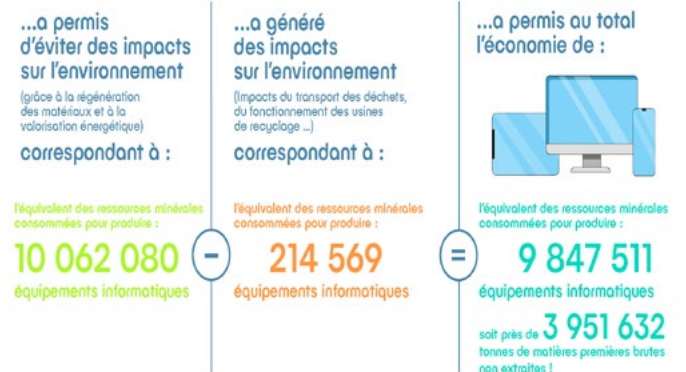 ...a permis
d'éviter des impacts
sur l'environnement
(grâce à la régénération
des matériaux et à la
valorisation énergétique)
correspondant à :
l'équivalent des ressources minérales
consommées pour produire :
10 062 080
équipements informatiques
-
...a généré
des impacts
sur l'environnement
(Impacts du transport des déchets,
du fonctionnement des usines
de recyclage ...)
correspondant à :
l'équivalent des ressources minérales
consommées pour produire :
214 569
équipements informatiques
=
...a permis au total
l'économie de :
l'équivalent des ressources minérales
consommées pour produire :
9 847 511
équipements informatiques
soit près de 3 951 632
tonnes de matières premières brutes
non extraites !